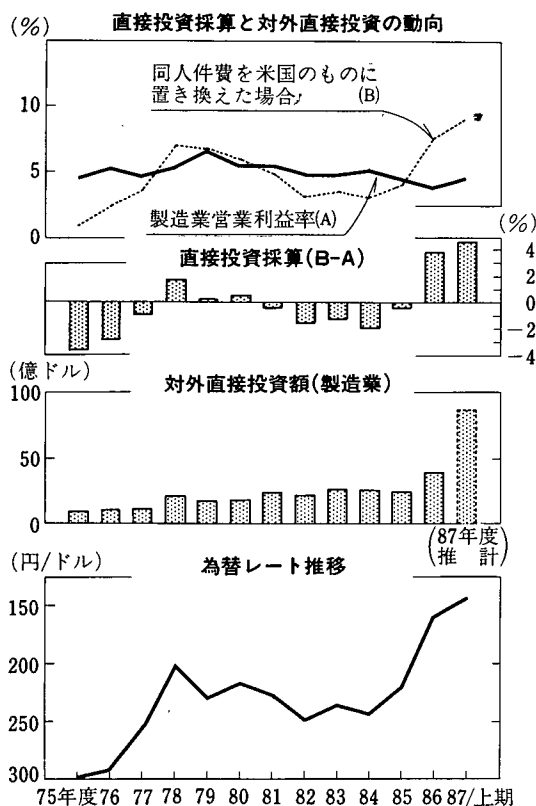 直接投資採算と対外直接投資の動向
(%)
同人件費を米国のものに
置き換えた場合 (B)
10
5
0
製造業営業利益率(A)
(%)
直接投資採算(B-A)
4
2
0
-2
-4
(億ドル)
対外直接投資額(製造業)
100
50
0
(87年度
推計)
(円/ドル)
為替レート推移
150
200
250
300
75年度 76 77 78 79 80 81 82 83 84 85 86 87/上期